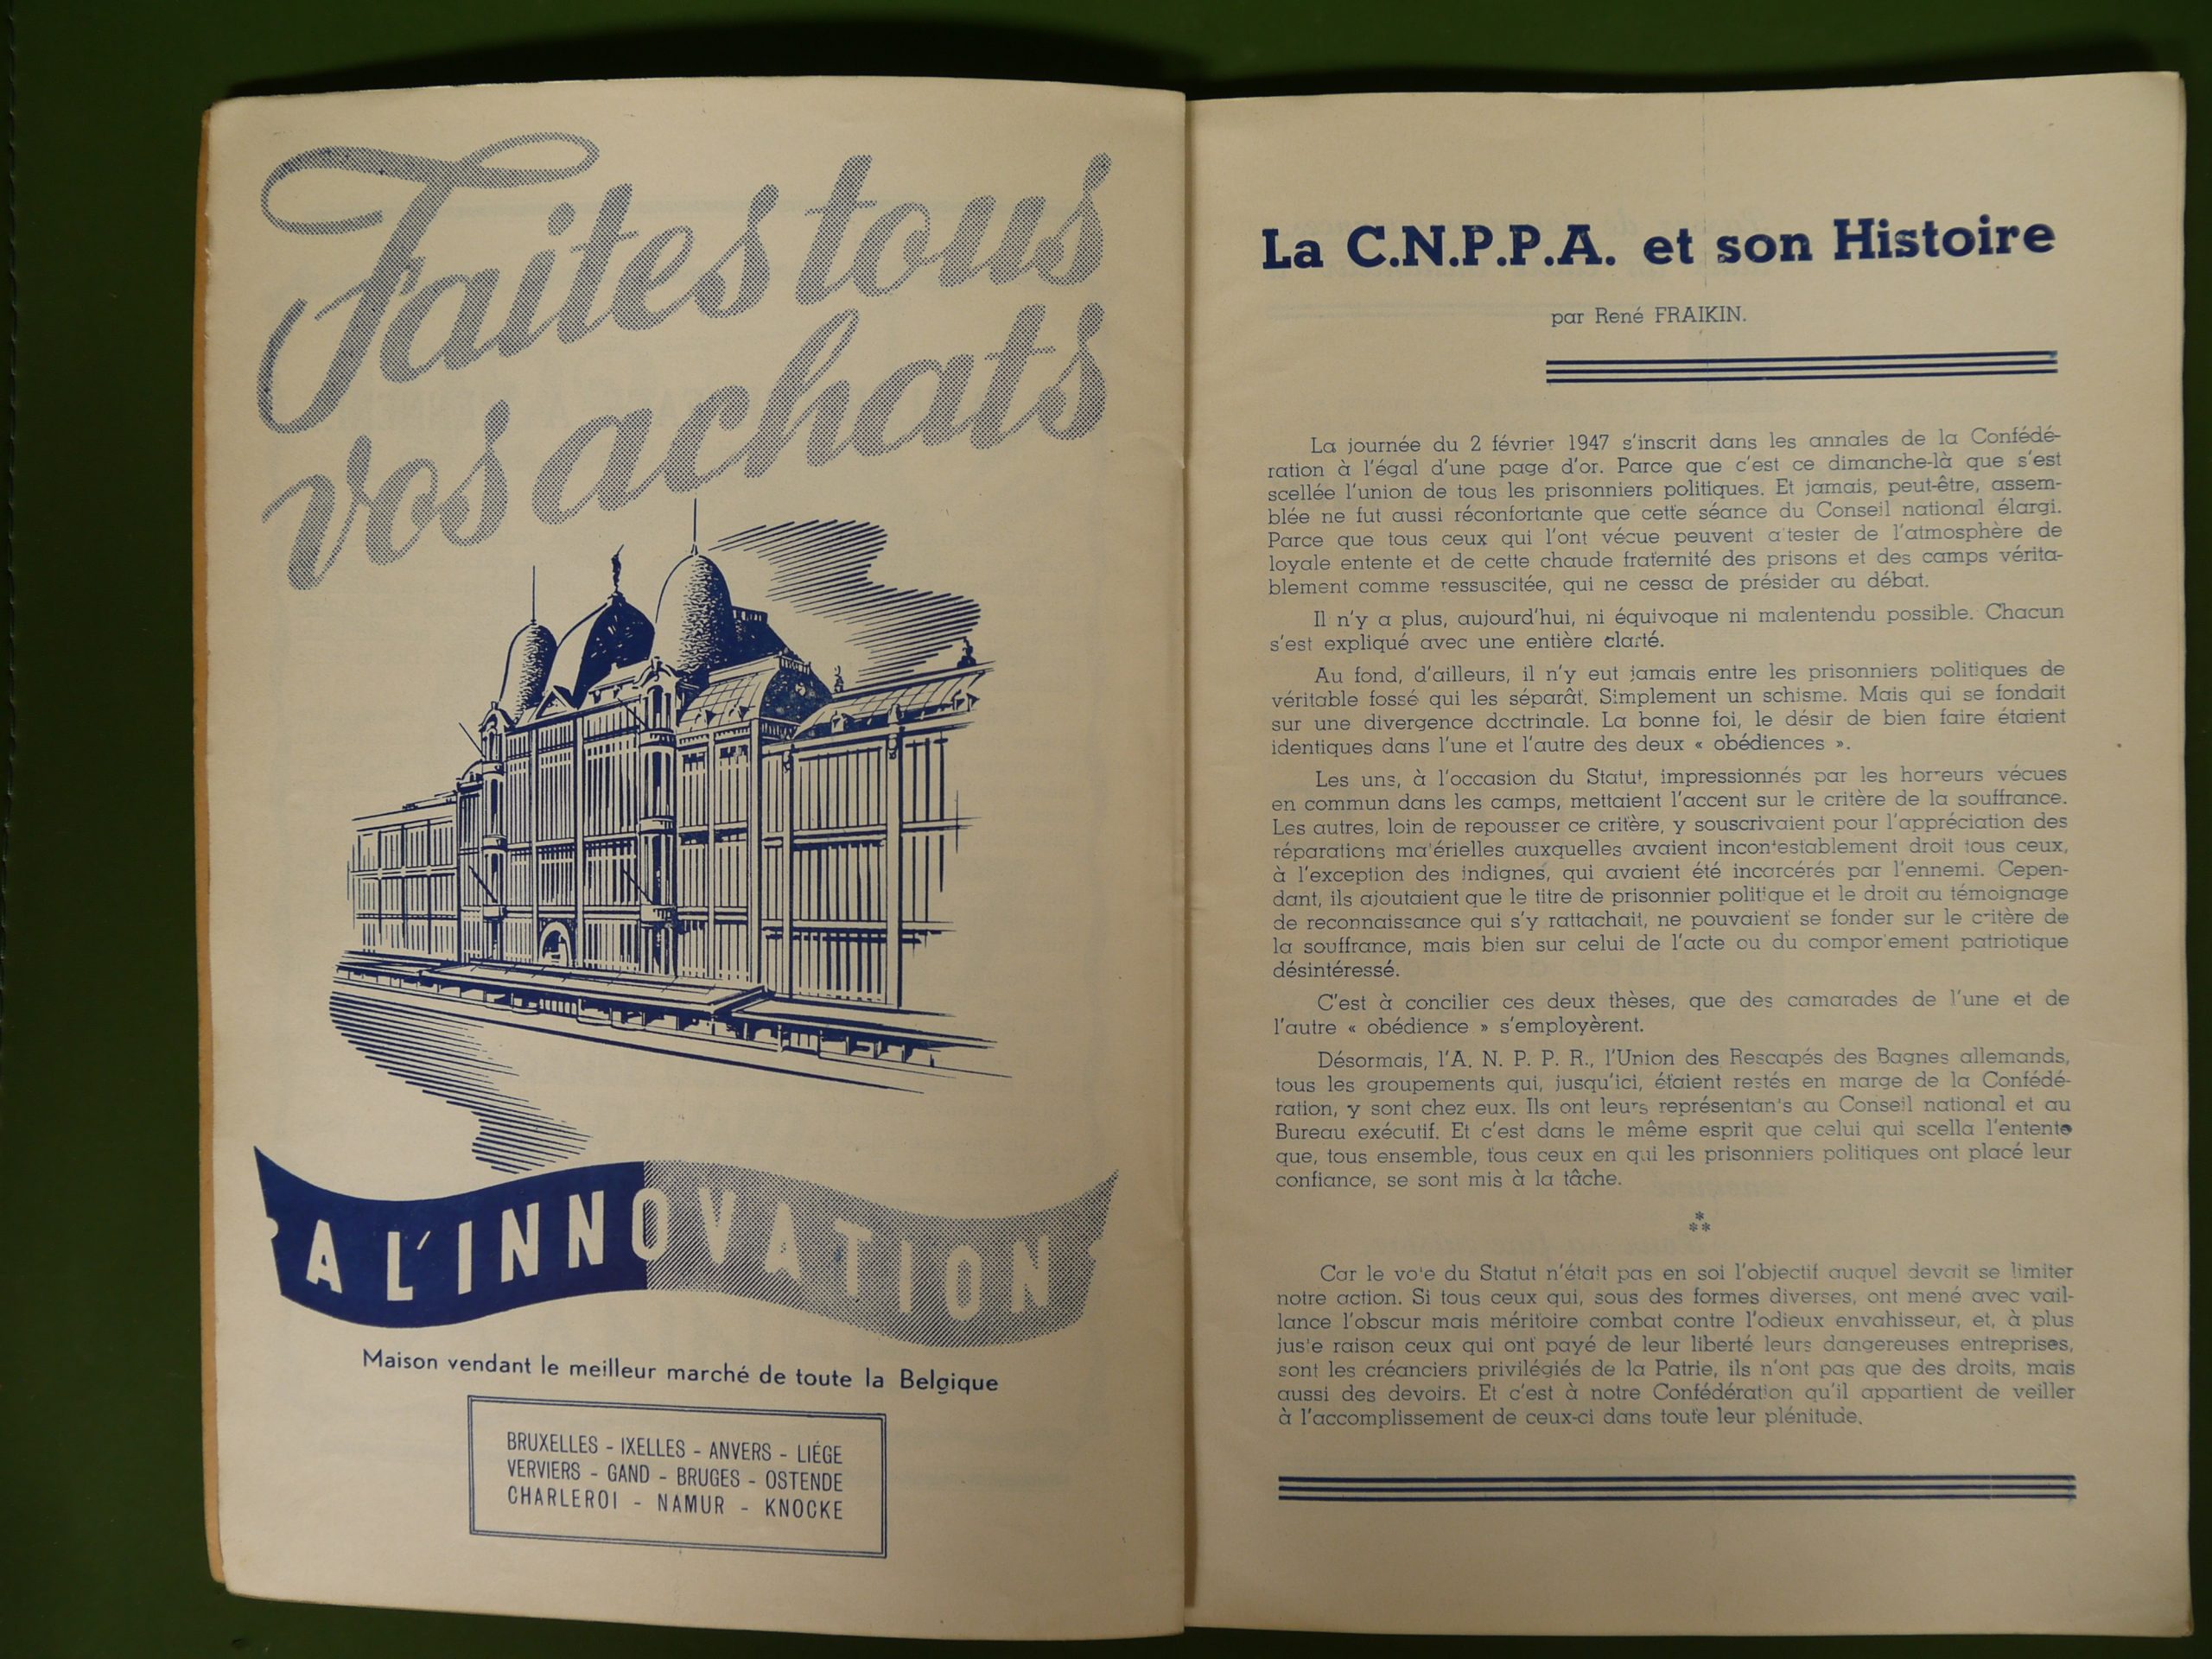 Faites tous
vos achats
A L'INNOVATION
Maison vendant le meilleur marché de toute la Belgique
BRUXELLES - IXELLES - ANVERS - LIÉGE
VERVIERS - GAND - BRUGES - OSTENDE
CHARLEROI - NAMUR - KNOCKE
La C.N.P.P.A. et son Histoire
par René FRAIKIN.
La journée du 2 février 1947 s'inscrit dans les annales de la Confédé-
ration à l'égal d'une page d'or. Parce que c'est ce dimanche-là que s'est
scellée l'union de tous les prisonniers politiques. Et jamais, peut-être, assem-
blée ne fut aussi réconfortante que cette séance du Conseil national élargi.
Parce que tous ceux qui l'ont vécue peuvent attester de l'atmosphère de
loyale entente et de cette chaude fraternité des prisons et des camps vérita-
blement comme ressuscitée, qui ne cessa de présider au débat.
Il n'y a plus, aujourd'hui, ni équivoque ni malentendu possible. Chacun
s'est expliqué avec une entière clarté.
Au fond, d'ailleurs, il n'y eut jamais entre les prisonniers politiques de
véritable fossé qui les séparât. Simplement un schisme. Mais qui se fondait
sur une divergence doctrinale. La bonne foi, le désir de bien faire étaient
identiques dans l'une et l'autre des deux « obédiences ».
Les uns, à l'occasion du Statut, impressionnés par les horreurs vécues
en commun dans les camps, mettaient l'accent sur le critère de la souffrance.
Les autres, loin de repousser ce critère, y souscrivaient pour l'appréciation des
réparations matérielles auxquelles avaient incontestablement droit tous ceux,
à l'exception des indignes, qui avaient été incarcérés par l'ennemi. Cepen-
dant, ils ajoutaient que le titre de prisonnier politique et le droit au témoignage
de reconnaissance qui s'y rattachait, ne pouvaient se fonder sur le critère de
la souffrance, mais bien sur celui de l'acte ou du comportement patriotique
désintéressé.
C'est à concilier ces deux thèses, que des camarades de l'une et de
l'autre « obédience » s'employèrent.
Désormais, l'A. N. P. P. R., l'Union des Rescapés des Bagnes allemands,
tous les groupements qui, jusqu'ici, étaient restés en marge de la Confédé-
ration, y sont chez eux. Ils ont leurs représentants au Conseil national et au
Bureau exécutif. Et c'est dans le même esprit que celui qui scella l'entente
que, tous ensemble, tous ceux en qui les prisonniers politiques ont placé leur
confiance, se sont mis à la tâche.
***
Car le vote du Statut n'était pas en soi l'objectif auquel devait se limiter
notre action. Si tous ceux qui, sous des formes diverses, ont mené avec vail-
lance l'obscur mais méritoire combat contre l'odieux envahisseur, et, à plus
juste raison ceux qui ont payé de leur liberté leurs dangereuses entreprises,
sont les créanciers privilégiés de la Patrie, ils n'ont pas que des droits, mais
aussi des devoirs. Et c'est à notre Confédération qu'il appartient de veiller
à l'accomplissement de ceux-ci dans toute leur plénitude.